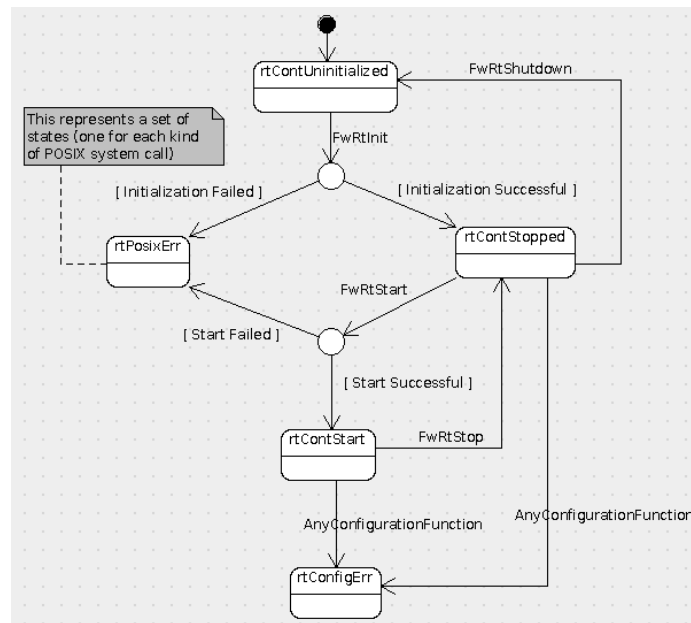 rtContUninitialized
FwRtShutdown
This represents a set of
states (one for each kind
of POSIX system call)
FwRtInit
[ Initialization Failed ]
[ Initialization Successful ]
rtPosixErr
rtContStopped
FwRtStart
[ Start Failed ]
[ Start Successful ]
rtContStart
FwRtStop
AnyConfigurationFunction
AnyConfigurationFunction
rtConfigErr